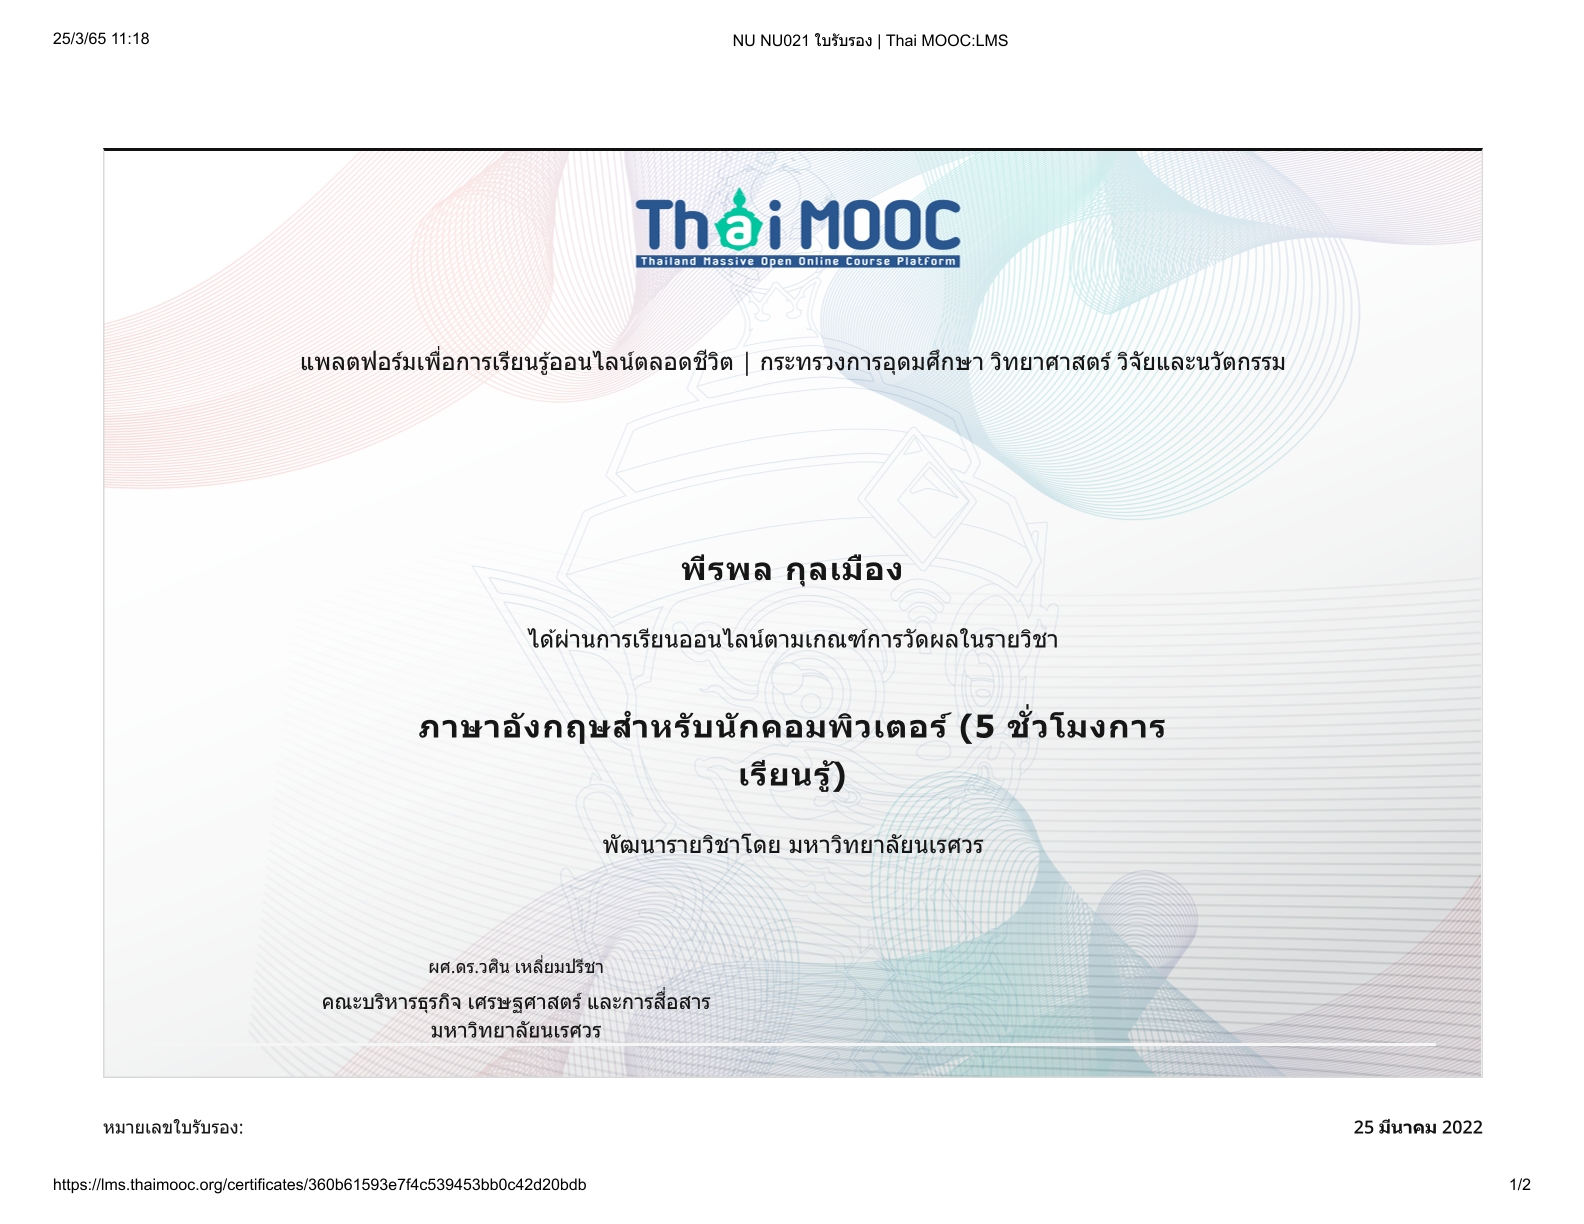 25/3/65 11:18
NU NU021 ใบรับรอง | Thai MOOC:LMS
Thai MOOC
Thailand Massive Open Online Course Platform
แพลตฟอร์มเพื่อการเรียนรู้ออนไลน์ตลอดชีวิต | กระทรวงการอุดมศึกษา วิทยาศาสตร์ วิจัยและนวัตกรรม
พีรพล กุลเมือง
ได้ผ่านการเรียนออนไลน์ตามเกณฑ์การวัดผลในรายวิชา
ภาษาอังกฤษสำหรับนักคอมพิวเตอร์ (5 ชั่วโมงการ
เรียนรู้)
พัฒนารายวิชาโดย มหาวิทยาลัยนเรศวร
ผศ.ดร.วศิน เหลี่ยมปรีชา
คณะบริหารธุรกิจ เศรษฐศาสตร์ และการสื่อสาร
มหาวิทยาลัยนเรศวร
หมายเลขใบรับรอง:
25 มีนาคม 2022
https://lms.thaimooc.org/certificates/360b61593e7f4c539453bb0c42d20bdb
1/2